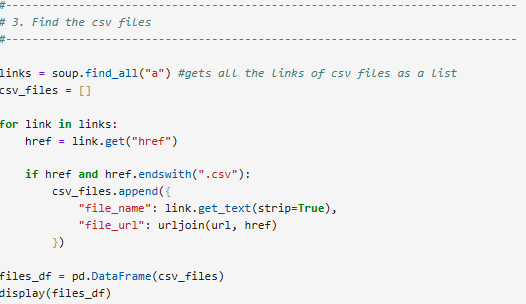 #------------------------------------------------------------------------------
# 3. Find the csv files
#------------------------------------------------------------------------------
links = soup.find_all("a") #gets all the links of csv files as a list
csv_files = []
for link in links:
    href = link.get("href")
    if href and href.endswith(".csv"):
        csv_files.append({
            "file_name": link.get_text(strip=True),
            "file_url": urljoin(url, href)
        })
files_df = pd.DataFrame(csv_files)
display(files_df)